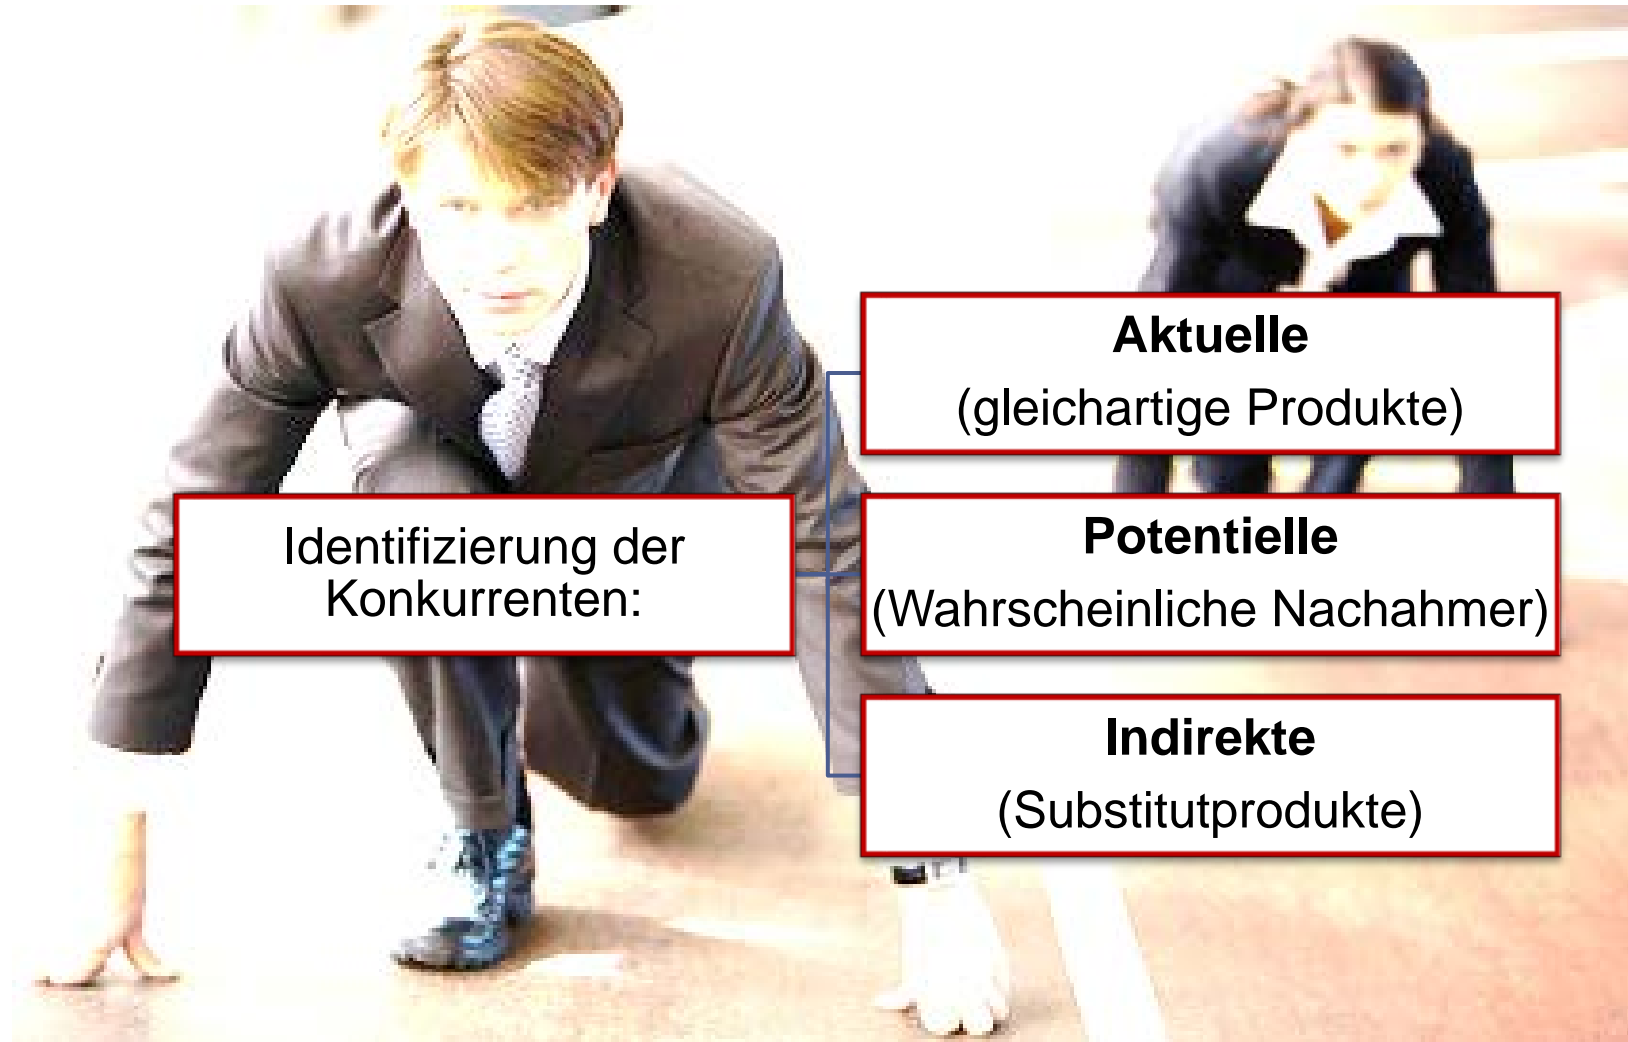 Identifizierung der
Konkurrenten:
Aktuelle
(gleichartige Produkte)
Potentielle
(Wahrscheinliche Nachahmer)
Indirekte
(Substitutprodukte)